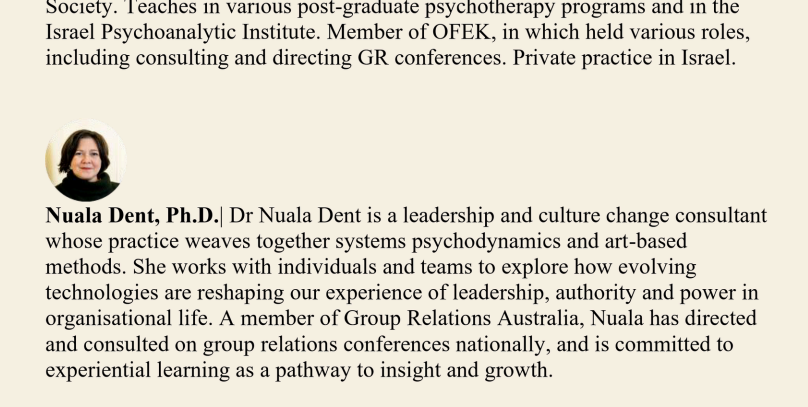 Society. Teaches in various post-graduate psychotherapy programs and in the
Israel Psychoanalytic Institute. Member of OFEK, in which held various roles,
including consulting and directing GR conferences. Private practice in Israel.
Nuala Dent, Ph.D.| Dr Nuala Dent is a leadership and culture change consultant
whose practice weaves together systems psychodynamics and art-based
methods. She works with individuals and teams to explore how evolving
technologies are reshaping our experience of leadership, authority and power in
organisational life. A member of Group Relations Australia, Nuala has directed
and consulted on group relations conferences nationally, and is committed to
experiential learning as a pathway to insight and growth.